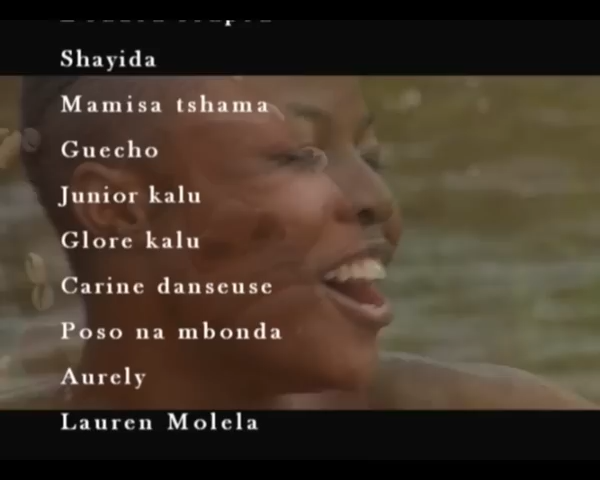 Shayida
Mamisa tshama
Guecho
Junior kalu
Glore kalu
Carine danseuse
Poso na mbonda
Aurely
Lauren Molela